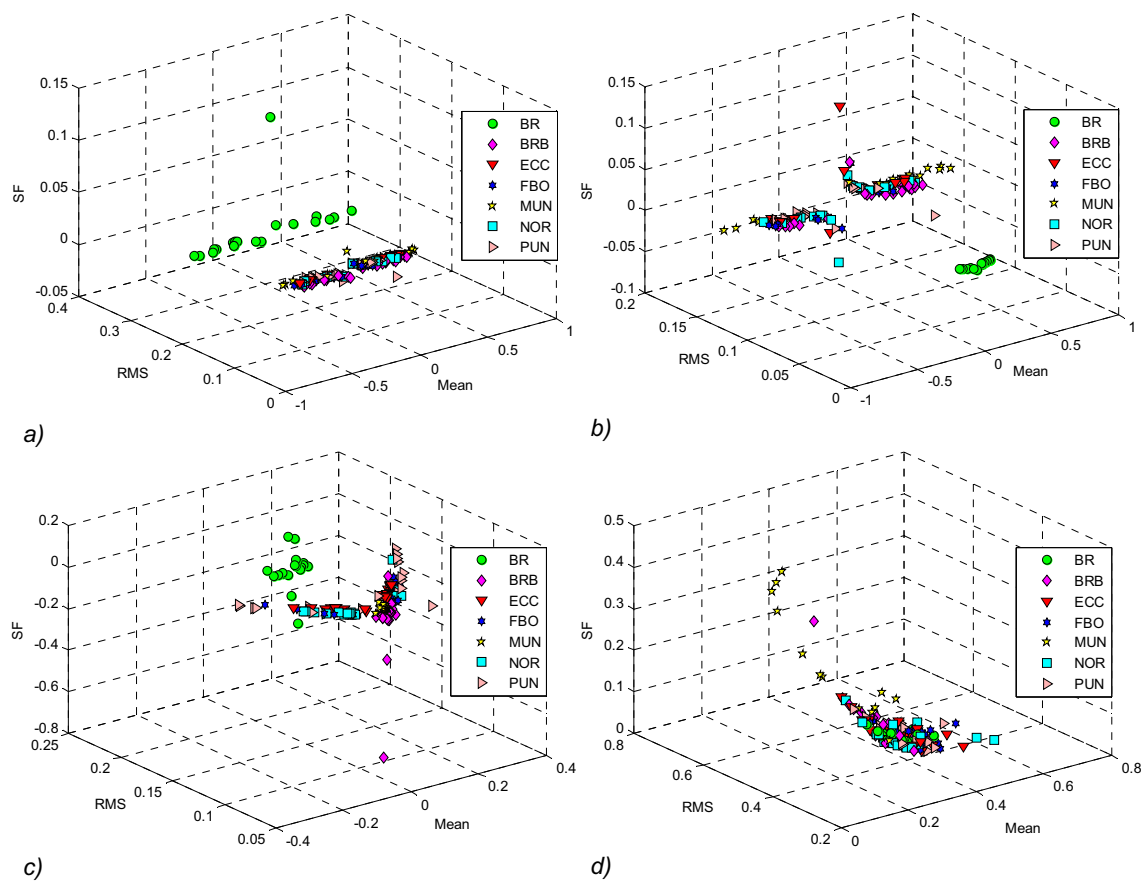 0.15
0.1
0.05
0
-0.05
SF
0.4
0.3
0.2
0.1
0
RMS
-1
-0.5
0
0.5
1
Mean
BR
BRB
ECC
FBO
MUN
NOR
PUN
a)
0.15
0.1
0.05
0
-0.05
-0.1
SF
0.2
0.15
0.1
0.05
0
RMS
-1
-0.5
0
0.5
1
Mean
BR
BRB
ECC
FBO
MUN
NOR
PUN
b)
0.2
0
-0.2
-0.4
-0.6
-0.8
SF
0.25
0.2
0.15
0.1
0.05
RMS
-0.4
-0.2
0
0.2
0.4
Mean
BR
BRB
ECC
FBO
MUN
NOR
PUN
c)
0.5
0.4
0.3
0.2
0.1
0
SF
0.8
0.6
0.4
0.2
RMS
0
0.2
0.4
0.6
0.8
Mean
BR
BRB
ECC
FBO
MUN
NOR
PUN
d)